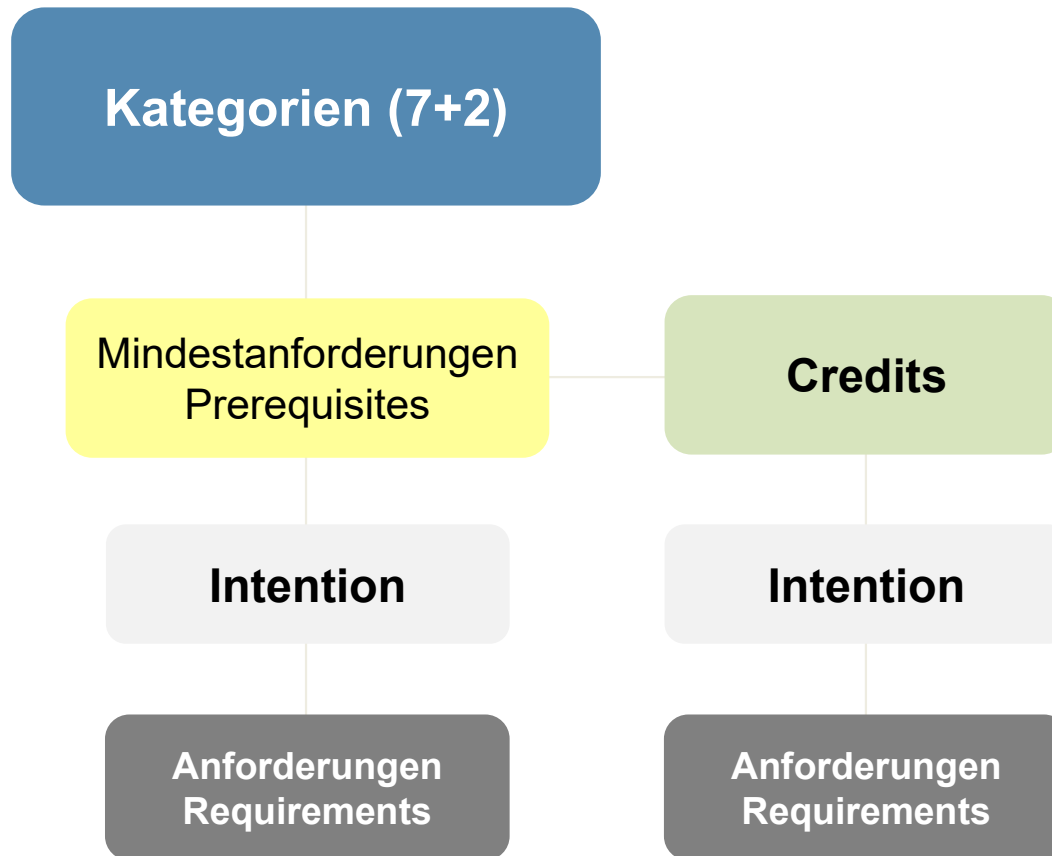 Kategorien (7+2)
Mindestanforderungen
Prerequisites
Credits
Intention
Intention
Anforderungen
Requirements
Anforderungen
Requirements